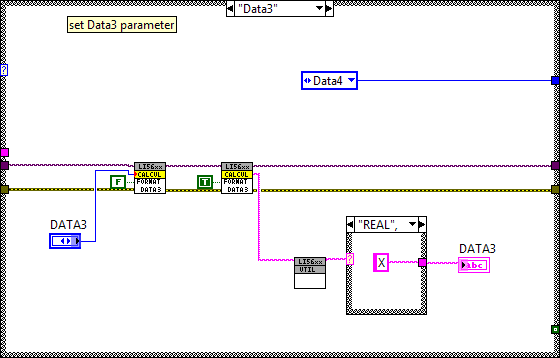 "Data3"
set Data3 parameter
Data4
LI56xx
CALCUL
FORMAT
DATA3
F
LI56xx
CALCUL
FORMAT
DATA3
T
?
DATA3
"REAL",
LI56xx
UTIL
?
X
DATA3
abc